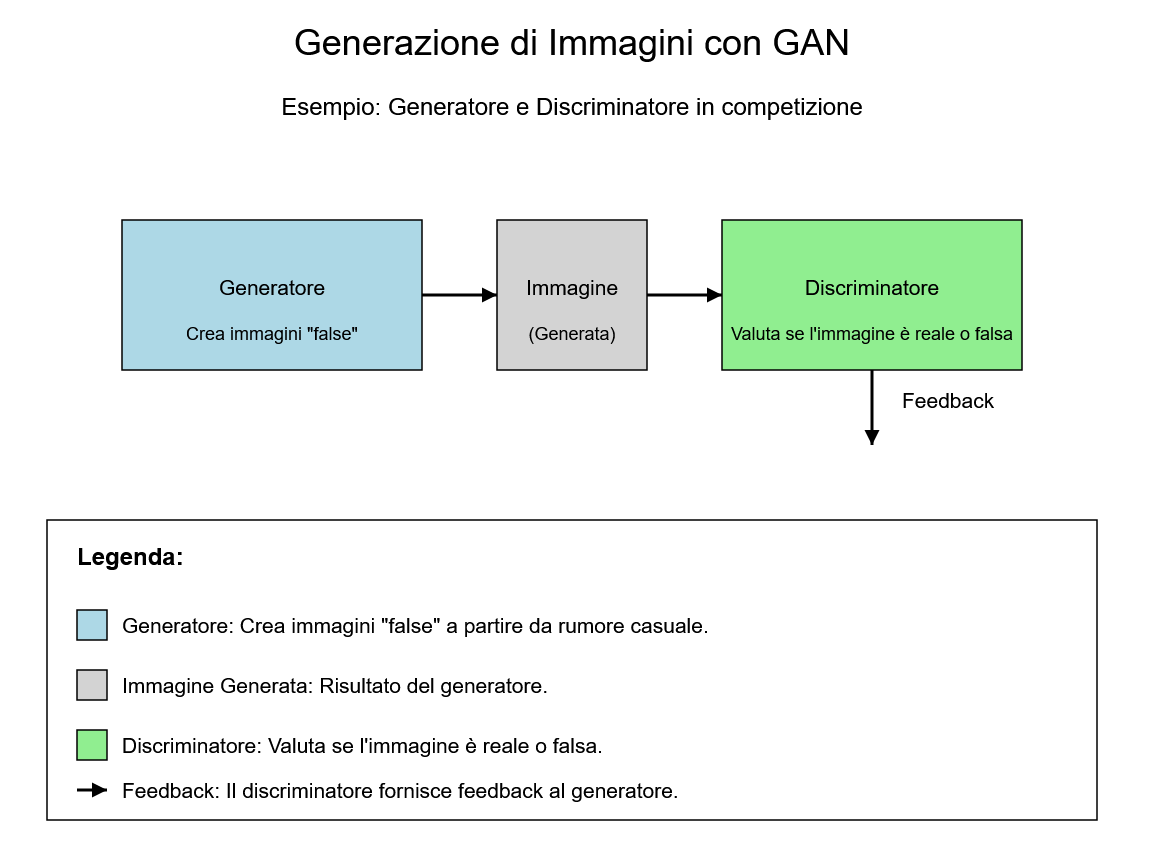 Generazione di Immagini con GAN
Esempio: Generatore e Discriminatore in competizione
Generatore
Crea immagini "false"
Immagine
(Generata)
Discriminatore
Valuta se l'immagine è reale o falsa
Feedback
Legenda:
Generatore: Crea immagini "false" a partire da rumore casuale.
Immagine Generata: Risultato del generatore.
Discriminatore: Valuta se l'immagine è reale o falsa.
Feedback: Il discriminatore fornisce feedback al generatore.